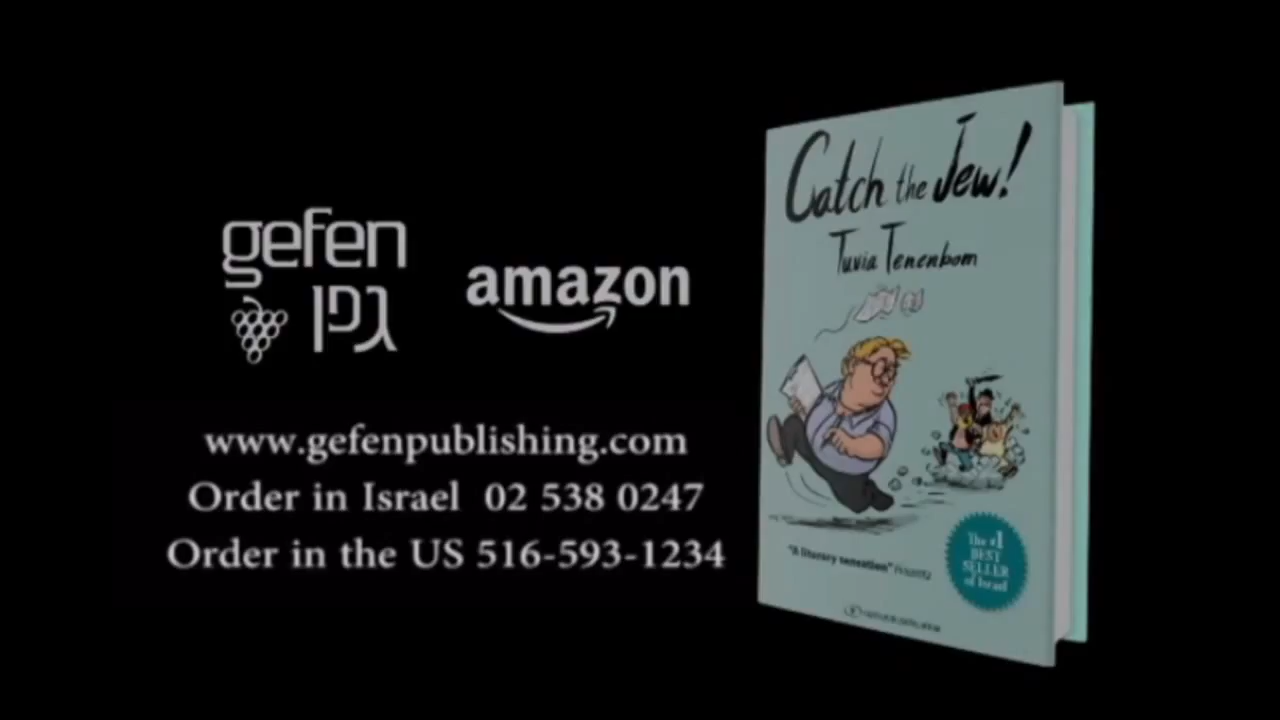 gefen
גפן
amazon
www.gefenpublishing.com
Order in Israel 02 538 0247
Order in the US 516-593-1234
Catch the Jew!
Tuvia Tenenbom
"A literary sensation"
The #1
BEST
SELLER
of Israel